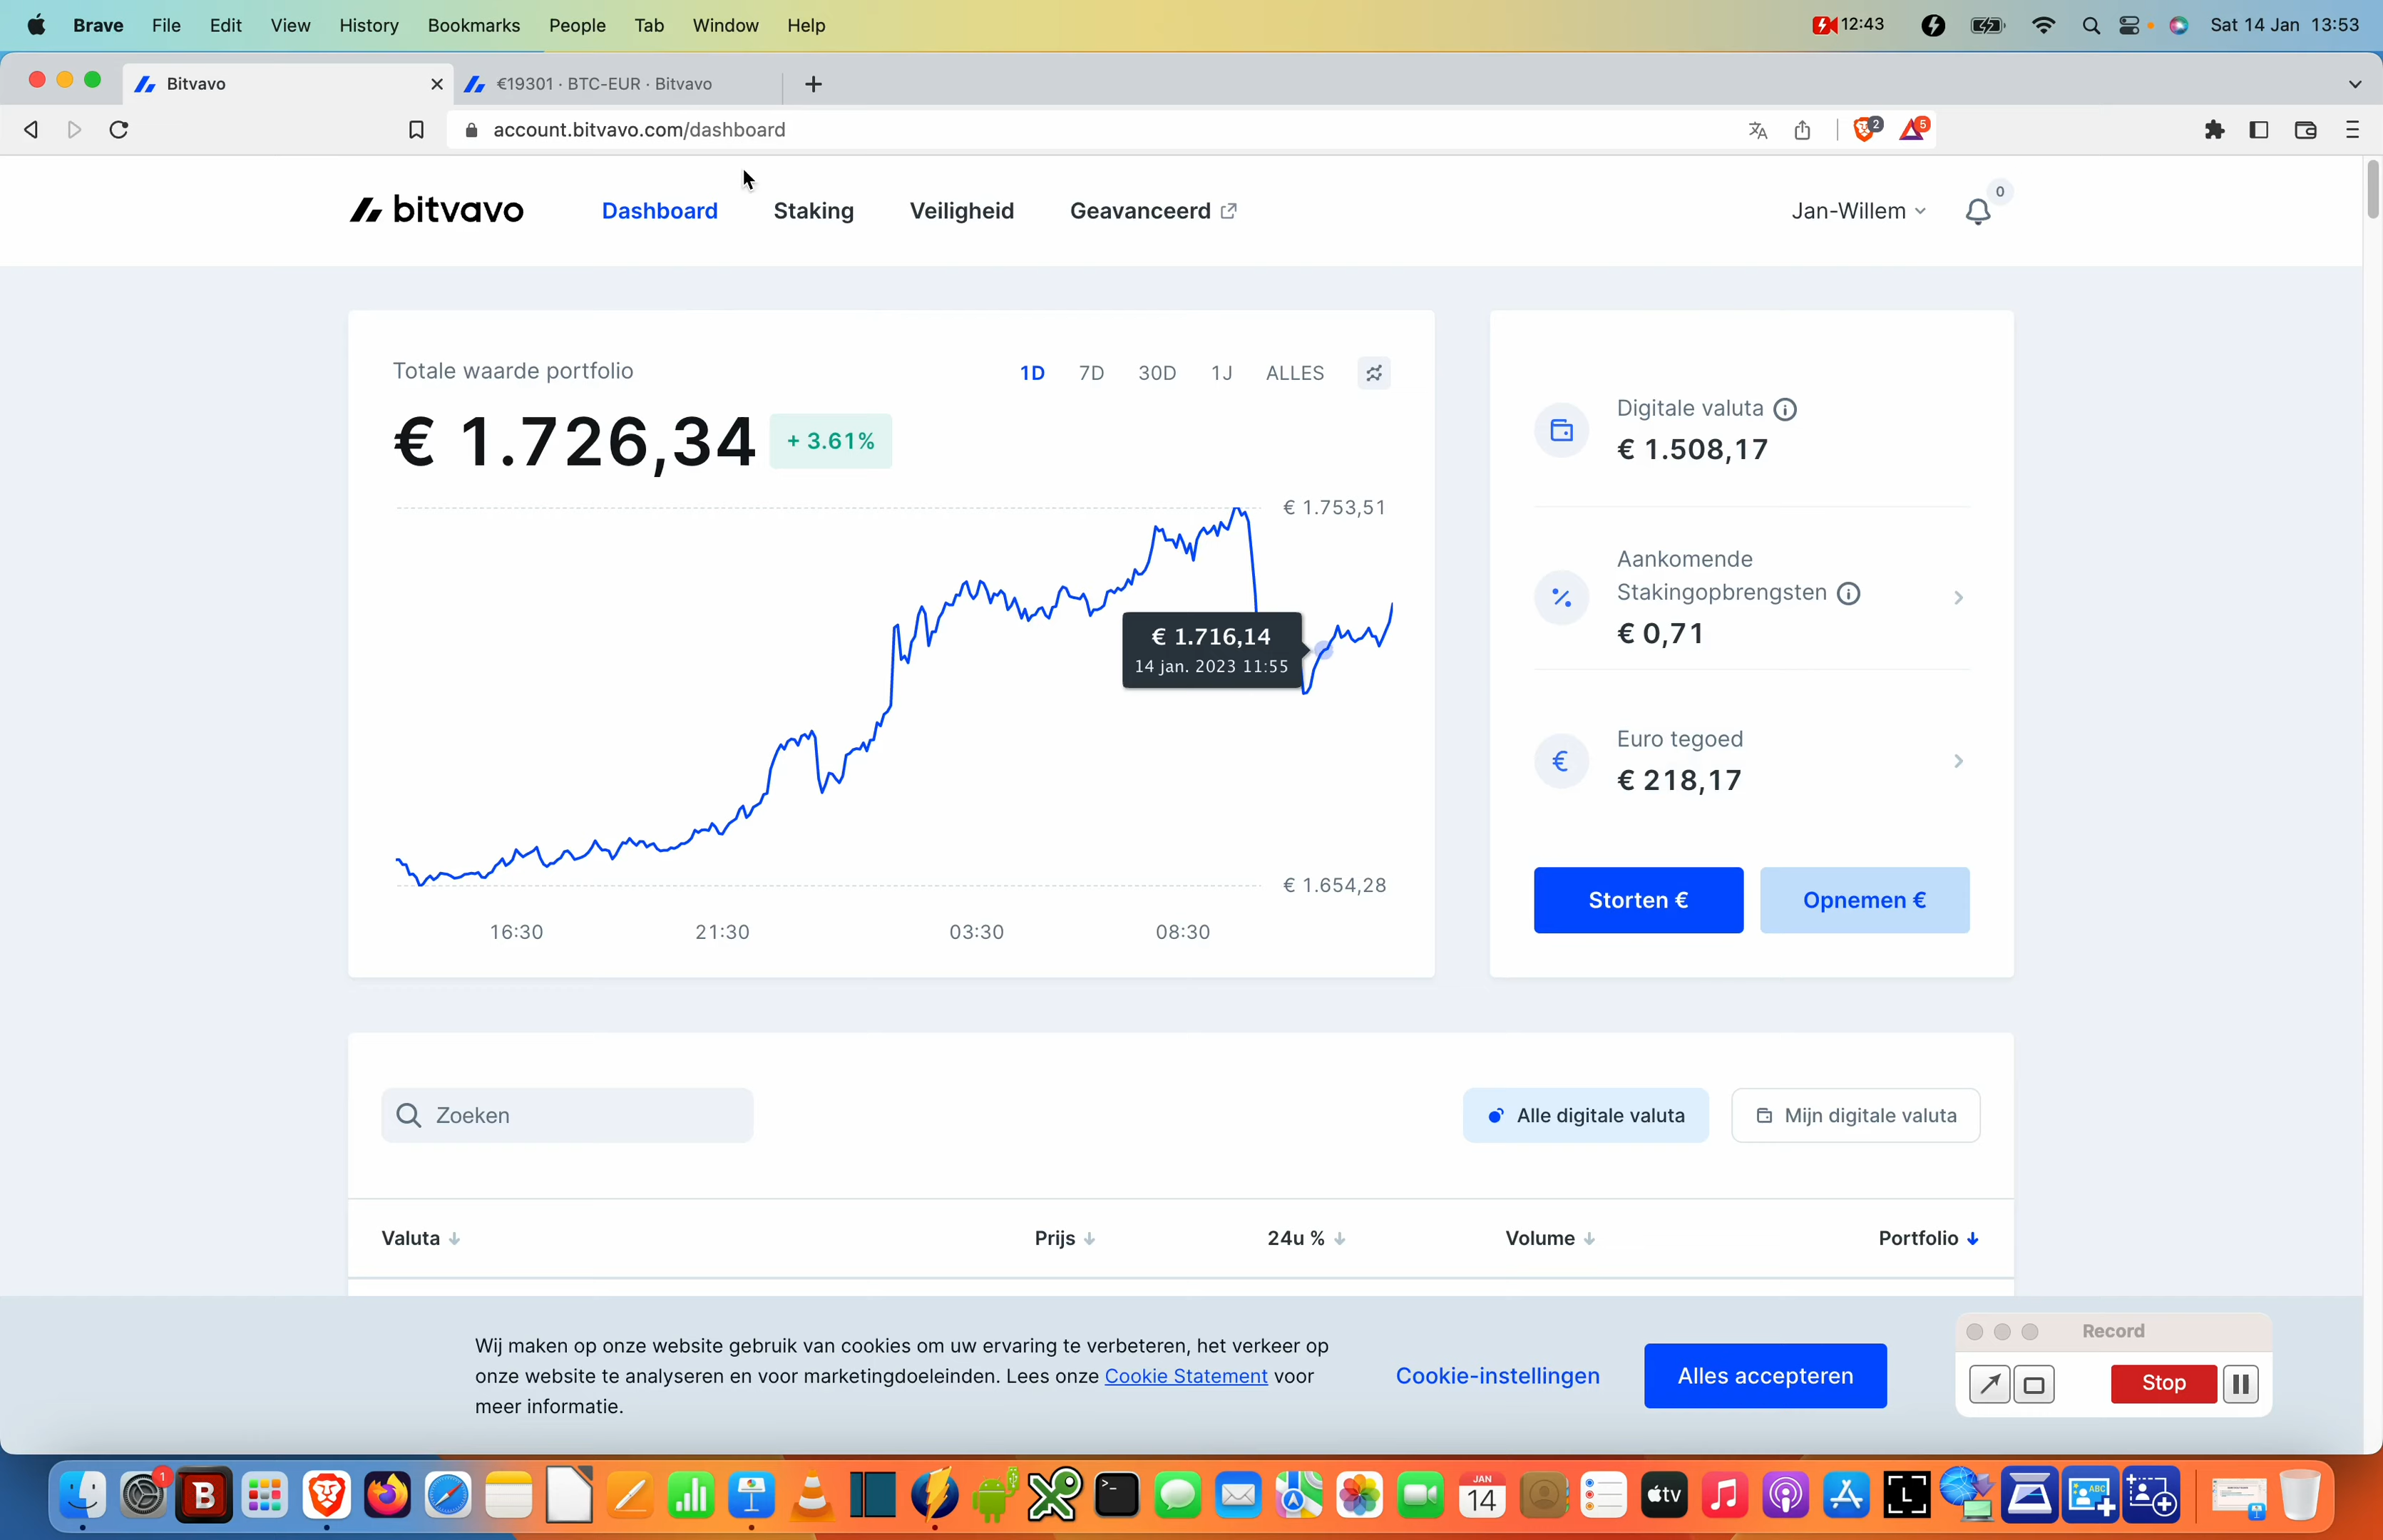 Brave File Edit View History Bookmarks People Tab Window Help 12:43 Sat 14 Jan 13:53
Bitvavo €19301 · BTC-EUR · Bitvavo
account.bitvavo.com/dashboard 2 5
bitvavo Dashboard Staking Veiligheid Geavanceerd Jan-Willem 0
Totale waarde portfolio 1D 7D 30D 1J ALLES
€ 1.726,34 + 3.61%
€ 1.753,51
€ 1.716,14
14 jan. 2023 11:55
€ 1.654,28
16:30 21:30 03:30 08:30
Digitale valuta
€ 1.508,17
Aankomende
Stakingopbrengsten
€ 0,71
Euro tegoed
€ 218,17
Storten € Opnemen €
Zoeken Alle digitale valuta Mijn digitale valuta
Valuta Prijs 24u % Volume Portfolio
Wij maken op onze website gebruik van cookies om uw ervaring te verbeteren, het verkeer op
onze website te analyseren en voor marketingdoeleinden. Lees onze Cookie Statement voor
meer informatie.
Cookie-instellingen Alles accepteren
Record
Stop
1 B JAN 14 tv L ABC